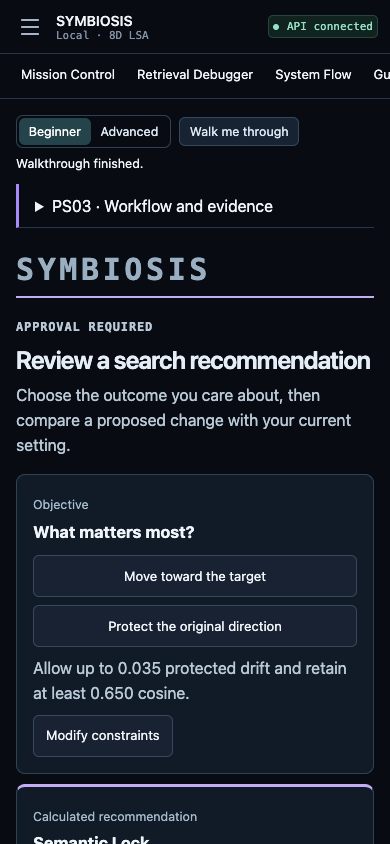 SYMBIOSIS
Local · 8D LSA
API connected
Mission Control Retrieval Debugger System Flow Gu
Beginner Advanced Walk me through
Walkthrough finished.
PS03 · Workflow and evidence
SYMBIOSIS
APPROVAL REQUIRED
Review a search recommendation
Choose the outcome you care about, then
compare a proposed change with your current
setting.
Objective
What matters most?
Move toward the target
Protect the original direction
Allow up to 0.035 protected drift and retain
at least 0.650 cosine.
Modify constraints
Calculated recommendation
Semantic Lock